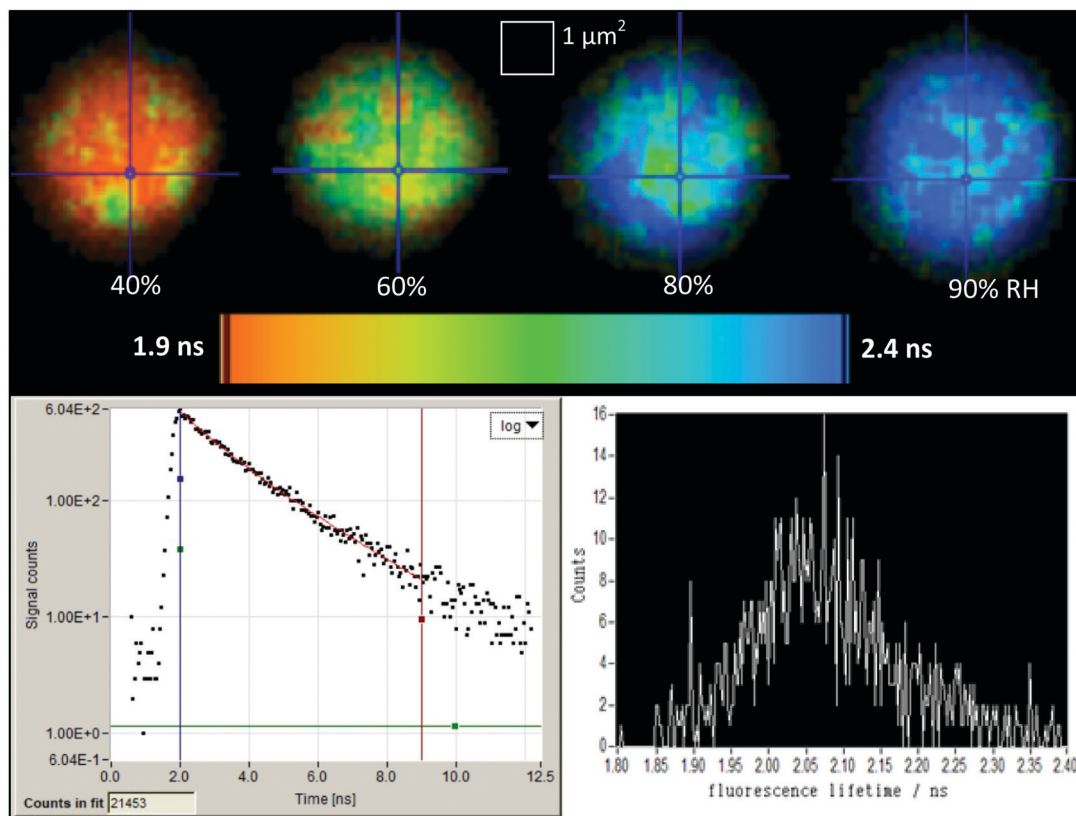 1 μm²
40%
60%
80%
90% RH
1.9 ns
2.4 ns
6.04E+2
1.00E+2
1.00E+1
1.00E+0
6.04E-1
Signal counts
log
0.0 2.0 4.0 6.0 8.0 10.0 12.5
Time [ns]
Counts in fit 21453
16
14
12
10
8
6
4
2
0
Counts
1.80 1.85 1.90 1.95 2.00 2.05 2.10 2.15 2.20 2.25 2.30 2.35 2.40
fluorescence lifetime / ns